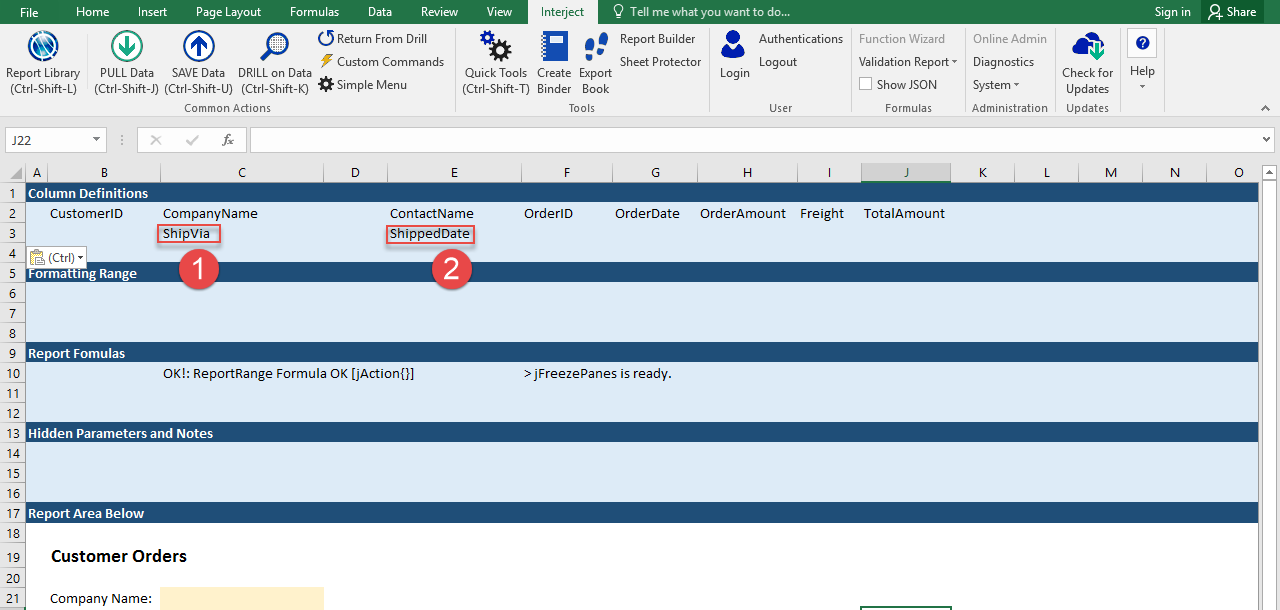 File Home Insert Page Layout Formulas Data Review View Interject Tell me what you want to do... Sign in Share
Report Library (Ctrl-Shift-L)
PULL Data (Ctrl-Shift-J)
SAVE Data (Ctrl-Shift-U)
DRILL on Data (Ctrl-Shift-K)
Return From Drill
Custom Commands
Simple Menu
Common Actions
Quick Tools (Ctrl-Shift-T)
Create Binder
Export Book
Report Builder
Sheet Protector
Tools
Login
Authentications
Logout
User
Function Wizard
Validation Report
Show JSON
Formulas
Online Admin
Diagnostics
System
Administration
Check for Updates
Updates
? Help
J22 fx
A B C D E F G H I J K L M N O
1 Column Definitions
2 CustomerID CompanyName ContactName OrderID OrderDate OrderAmount Freight TotalAmount
3 ShipVia ShippedDate
4 (Ctrl) 1 2
5 Formatting Range
6
7
8
9 Report Fomulas
10 OK!: ReportRange Formula OK [jAction{}] > jFreezePanes is ready.
11
12
13 Hidden Parameters and Notes
14
15
16
17 Report Area Below
18
19 Customer Orders
20
21 Company Name: